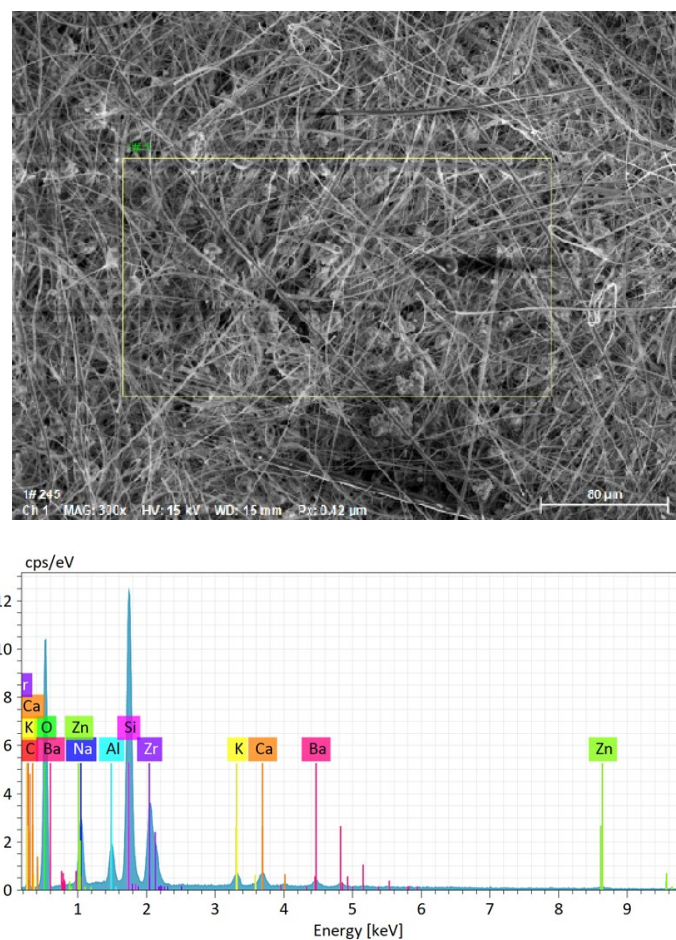 1#245
Ch 1 MAG: 300x HV: 15 kV WD: 15 mm Px: 0.42 µm
80 µm
cps/eV
12
10
8
r
Ca
K O Zn Si
6
C Ba Na Al Zr K Ca Ba Zn
4
2
0
1 2 3 4 5 6 7 8 9
Energy [keV]